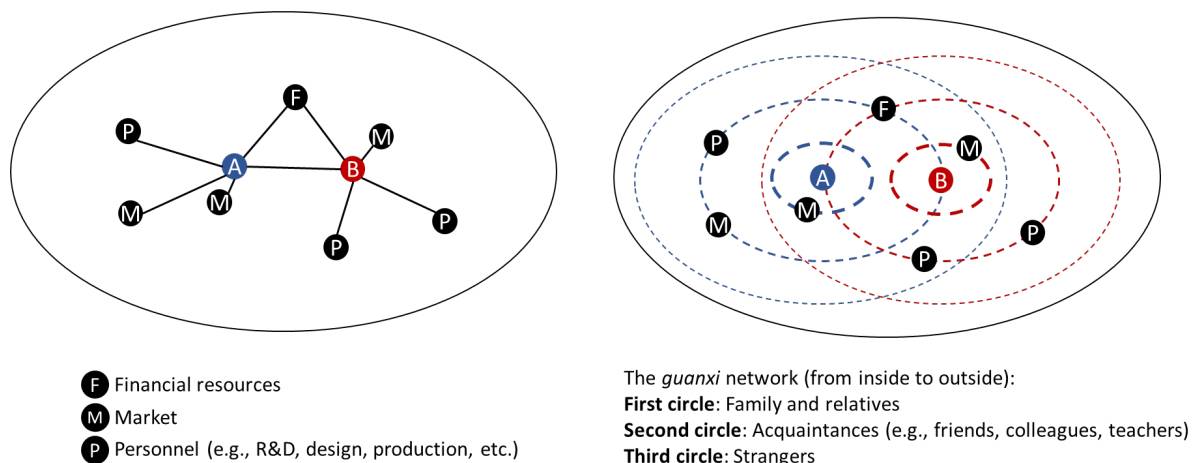 F
P
M
A
B
M
M
P
P
F
P
M
A
B
M
M
P
P
F Financial resources
M Market
P Personnel (e.g., R&D, design, production, etc.)
The guanxi network (from inside to outside):
First circle: Family and relatives
Second circle: Acquaintances (e.g., friends, colleagues, teachers)
Third circle: Strangers